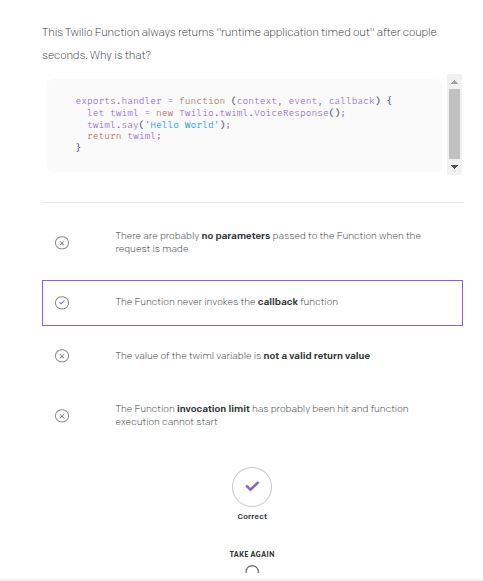 This Twilio Function always returns "runtime application timed out" after couple
seconds. Why is that?
exports.handler = function (context, event, callback) {
let twiml = new Twilio.twiml.VoiceResponse();
twiml.say('Hello World');
return twiml;
}
There are probably no parameters passed to the Function when the
request is made
The Function never invokes the callback function
The value of the twiml variable is not a valid return value
The Function invocation limit has probably been hit and function
execution cannot start
Correct
TAKE AGAIN